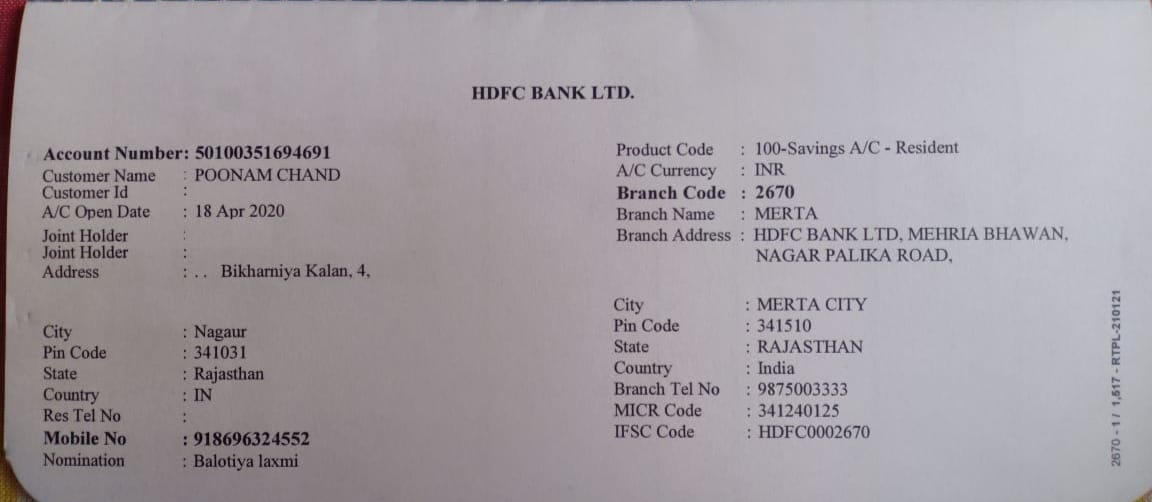 HDFC BANK LTD.
Account Number: 50100351694691
Customer Name : POONAM CHAND
Customer Id :
A/C Open Date : 18 Apr 2020
Joint Holder :
Joint Holder :
Address : . . Bikharniya Kalan, 4,
City : Nagaur
Pin Code : 341031
State : Rajasthan
Country : IN
Res Tel No :
Mobile No : 918696324552
Nomination : Balotiya laxmi
Product Code : 100-Savings A/C - Resident
A/C Currency : INR
Branch Code : 2670
Branch Name : MERTA
Branch Address : HDFC BANK LTD, MEHRIA BHAWAN,
NAGAR PALIKA ROAD,
City : MERTA CITY
Pin Code : 341510
State : RAJASTHAN
Country : India
Branch Tel No : 9875003333
MICR Code : 341240125
IFSC Code : HDFC0002670
2670 - 1 / 1,517 - RTPL-210121